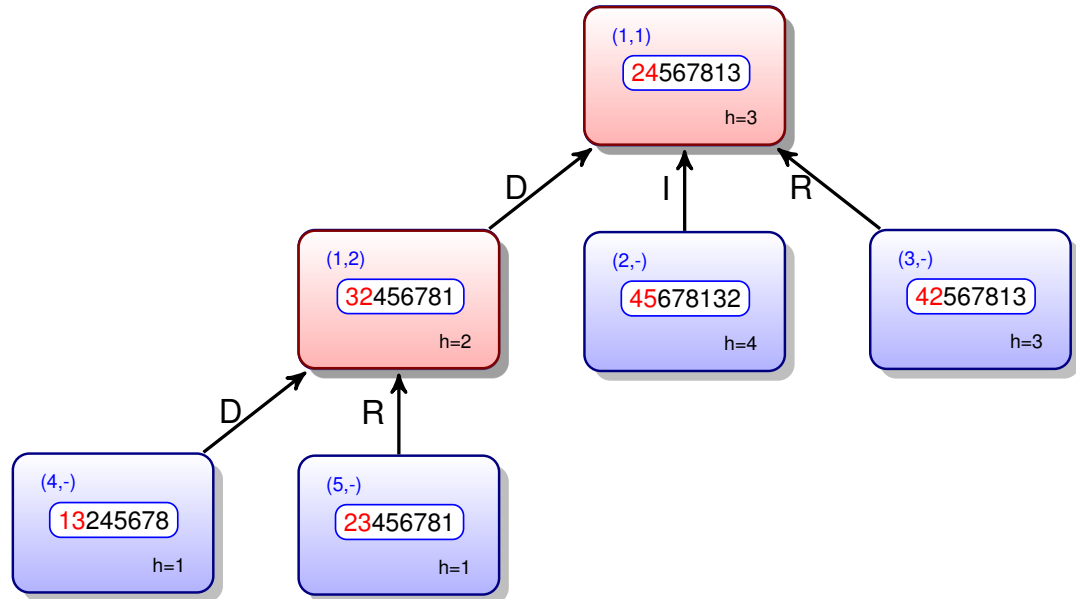 (1,1)
24567813
h=3
D
I
R
(1,2)
32456781
h=2
(2,-)
45678132
h=4
(3,-)
42567813
h=3
D
R
(4,-)
13245678
h=1
(5,-)
23456781
h=1